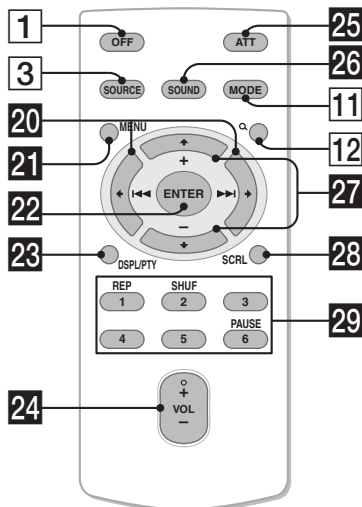 1 25
OFF ATT
3 26
SOURCE SOUND MODE 11
20 MENU 12
21
+
ENTER 27
22
−
23 DSPL/PTY SCRL 28
REP SHUF
1 2 3
PAUSE 29
4 5 6
+
24 VOL
−